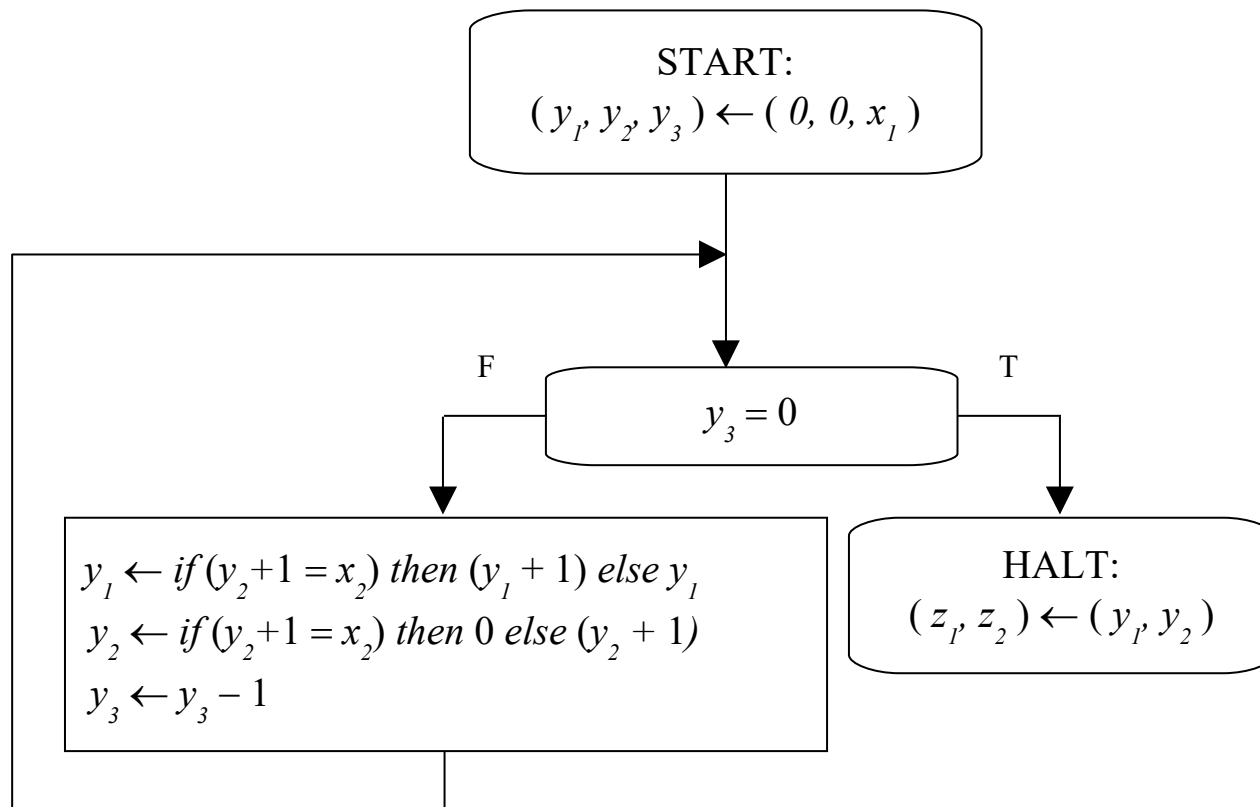 START:
( y₁, y₂, y₃ ) ← ( 0, 0, x₁ )
F
T
y₃ = 0
y₁ ← if (y₂+1 = x₂) then (y₁ + 1) else y₁
y₂ ← if (y₂+1 = x₂) then 0 else (y₂ + 1)
y₃ ← y₃ − 1
HALT:
( z₁, z₂ ) ← ( y₁, y₂ )